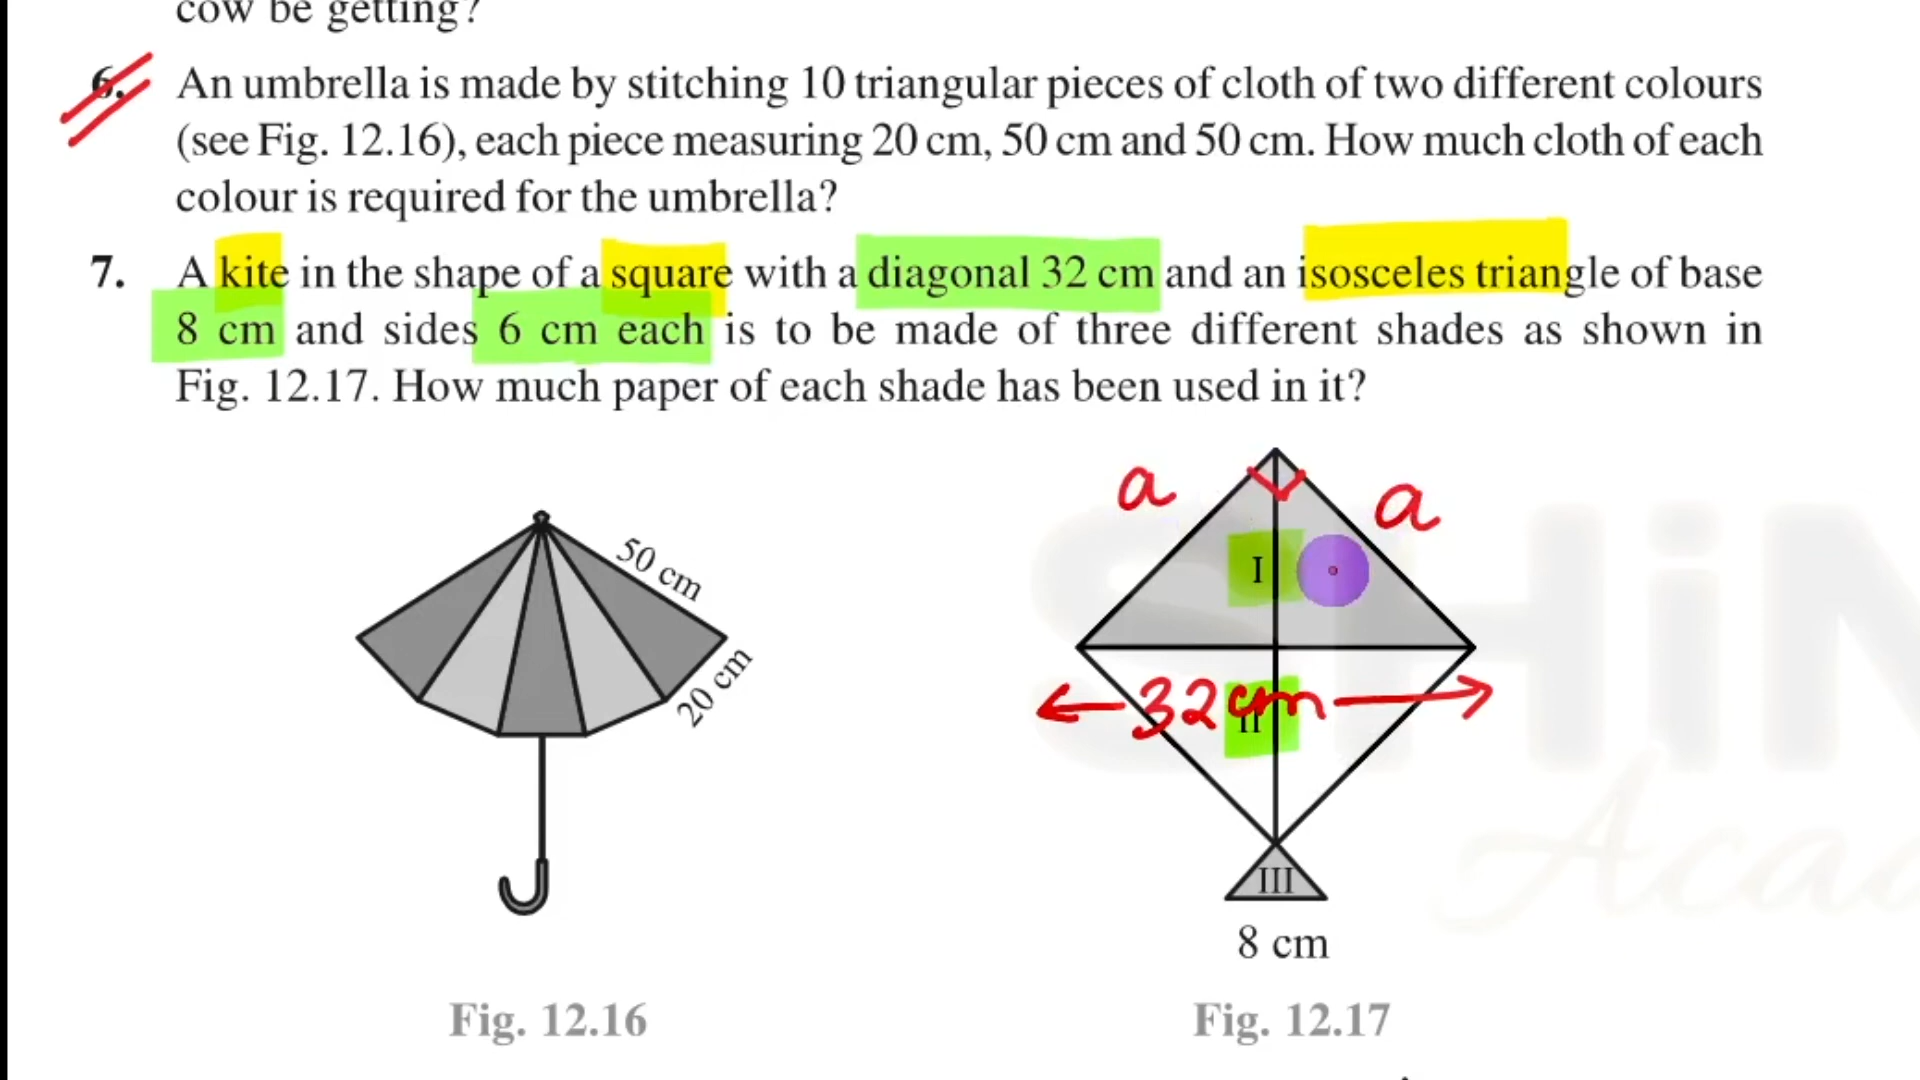 cow be getting?
6. An umbrella is made by stitching 10 triangular pieces of cloth of two different colours
(see Fig. 12.16), each piece measuring 20 cm, 50 cm and 50 cm. How much cloth of each
colour is required for the umbrella?
7. A kite in the shape of a square with a diagonal 32 cm and an isosceles triangle of base
8 cm and sides 6 cm each is to be made of three different shades as shown in
Fig. 12.17. How much paper of each shade has been used in it?
50 cm
20 cm
a
a
I
32 cm
II
III
8 cm
SHiN
Acad
Fig. 12.16
Fig. 12.17